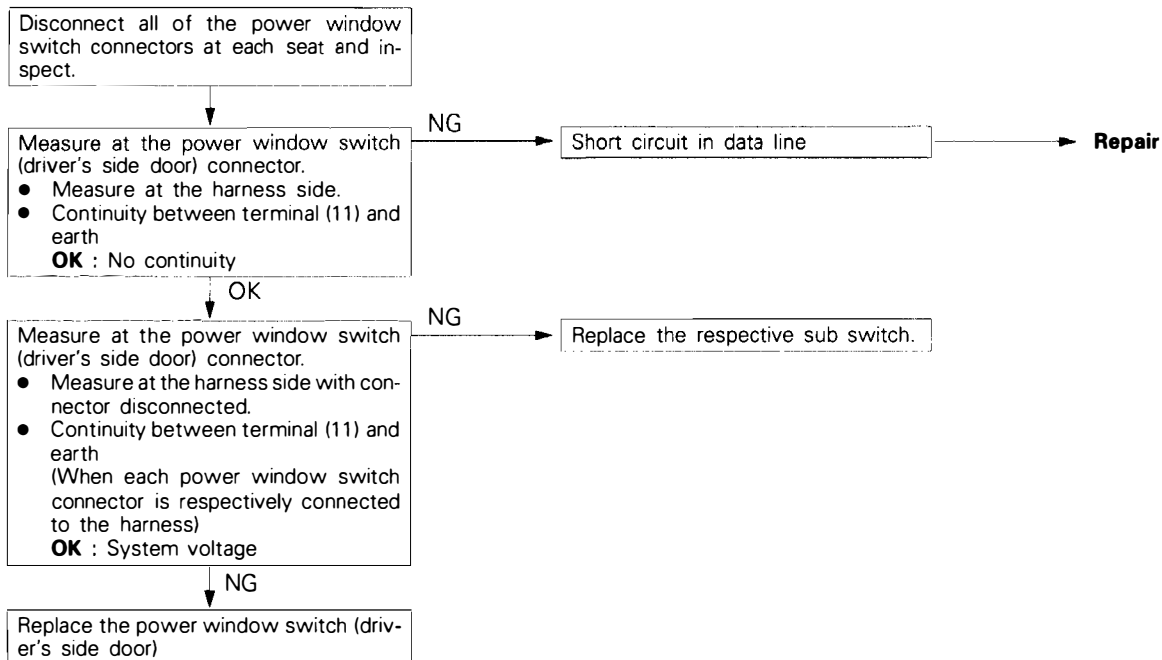 Disconnect all of the power window
switch connectors at each seat and in-
spect.
NG
Measure at the power window switch
(driver's side door) connector.
● Measure at the harness side.
● Continuity between terminal (11) and
earth
OK : No continuity
Short circuit in data line
Repair
OK
NG
Measure at the power window switch
(driver's side door) connector.
● Measure at the harness side with con-
nector disconnected.
● Continuity between terminal (11) and
earth
(When each power window switch
connector is respectively connected
to the harness)
OK : System voltage
Replace the respective sub switch.
NG
Replace the power window switch (driv-
er's side door)